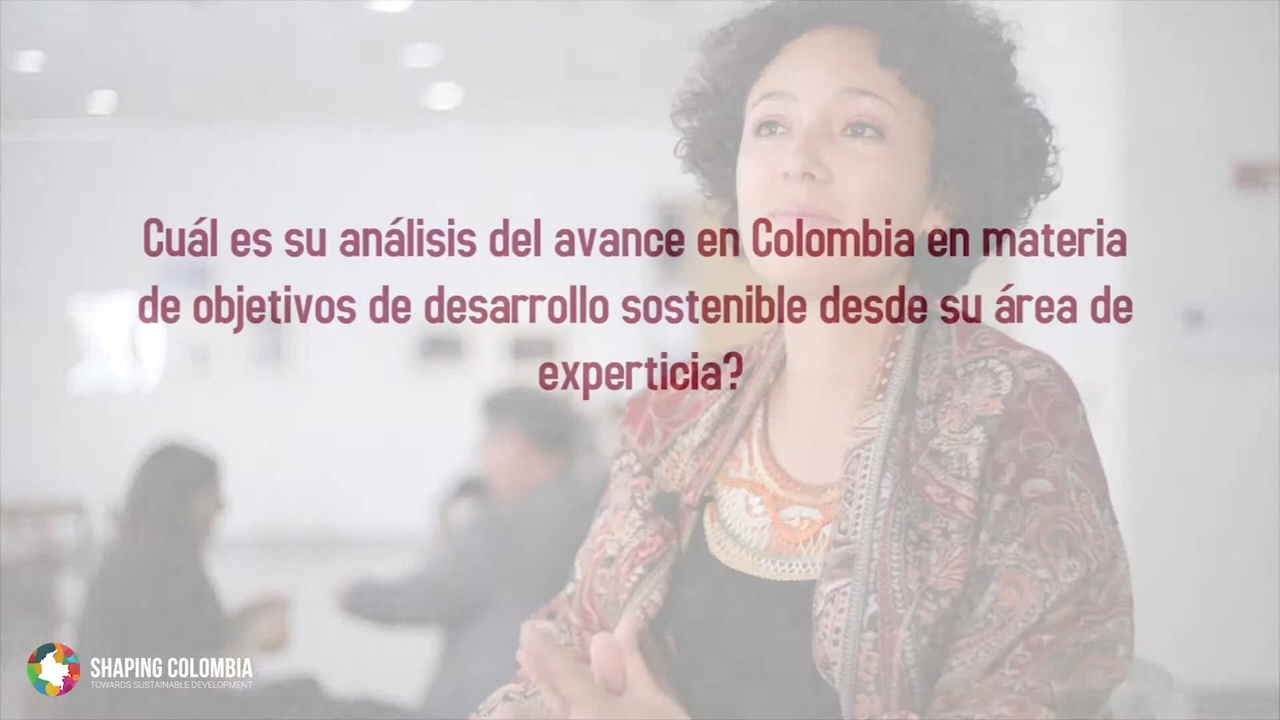 Cuál es su análisis del avance en Colombia en materia
de objetivos de desarrollo sostenible desde su área de
experticia?
SHAPING COLOMBIA
TOWARDS SUSTAINABLE DEVELOPMENT